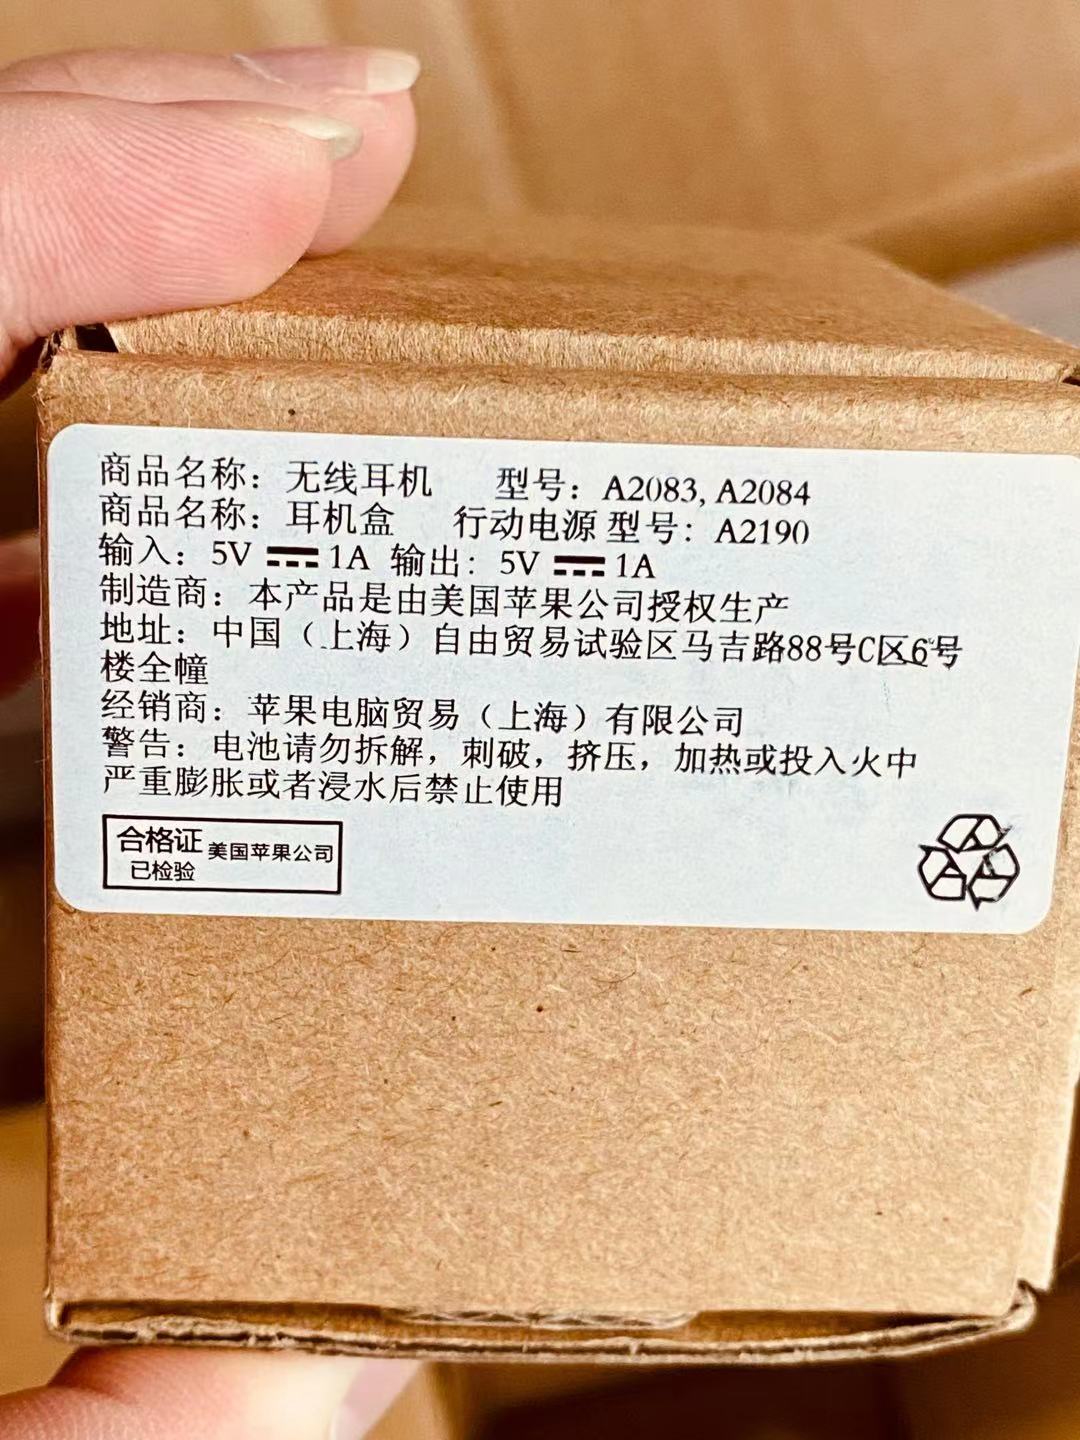 商品名称：无线耳机 型号：A2083, A2084
商品名称：耳机盒 行动电源 型号：A2190
输入：5V 1A 输出：5V 1A
制造商：本产品是由美国苹果公司授权生产
地址：中国（上海）自由贸易试验区马吉路88号C区6号
楼全幢
经销商：苹果电脑贸易（上海）有限公司
警告：电池请勿拆解，刺破，挤压，加热或投入火中
严重膨胀或者浸水后禁止使用
合格证 美国苹果公司
已检验